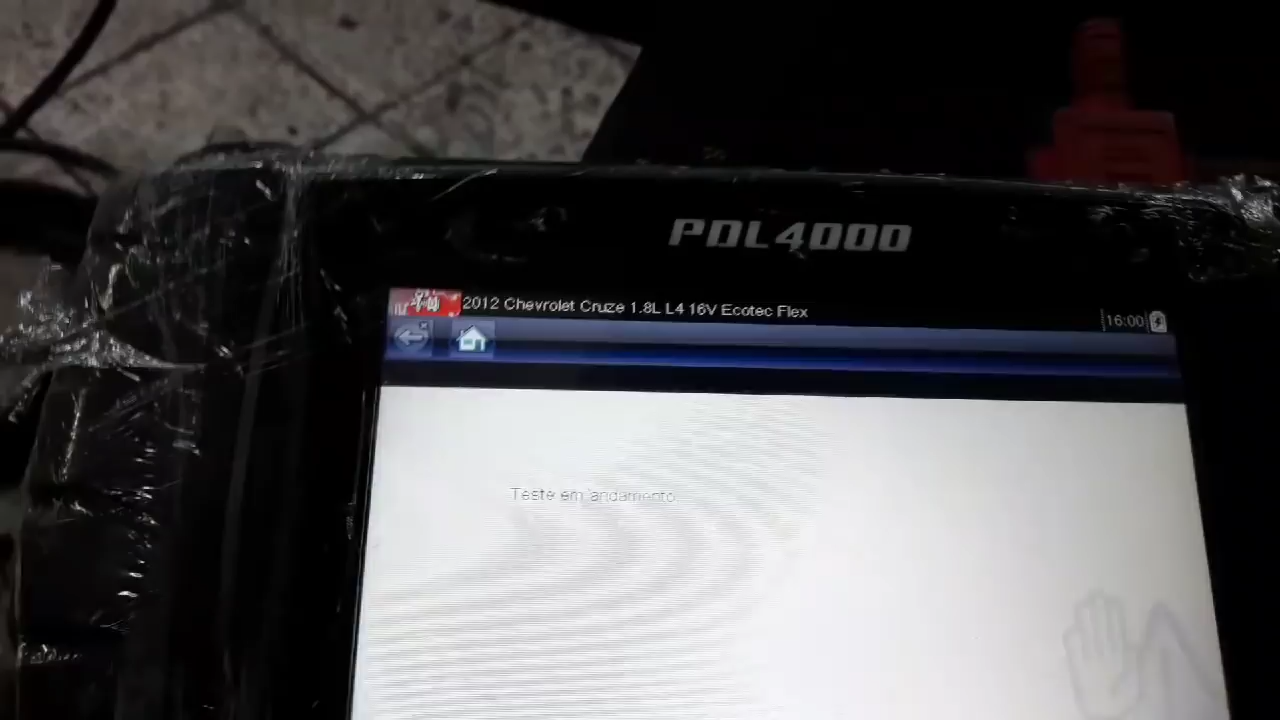 PDL4000
2012 Chevrolet Cruze 1.8L L4 16V Ecotec Flex
16:00
Teste em andamento